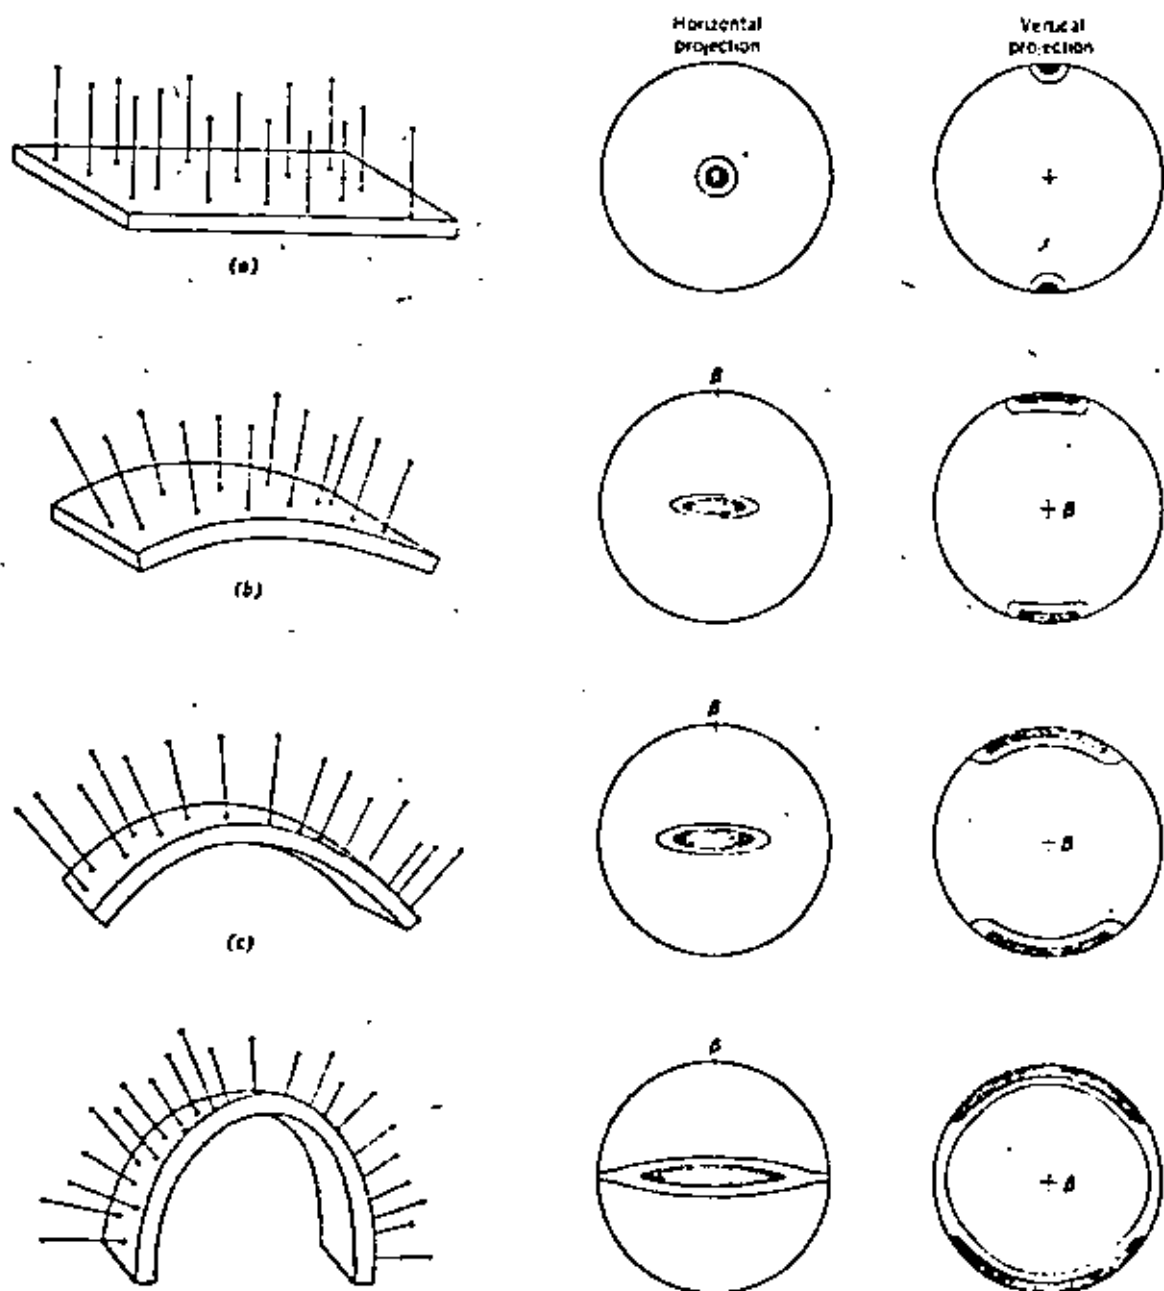 Horizontal
projection
Vertical
projection
(a)
β
β
(b)
β
β
(c)
β
β